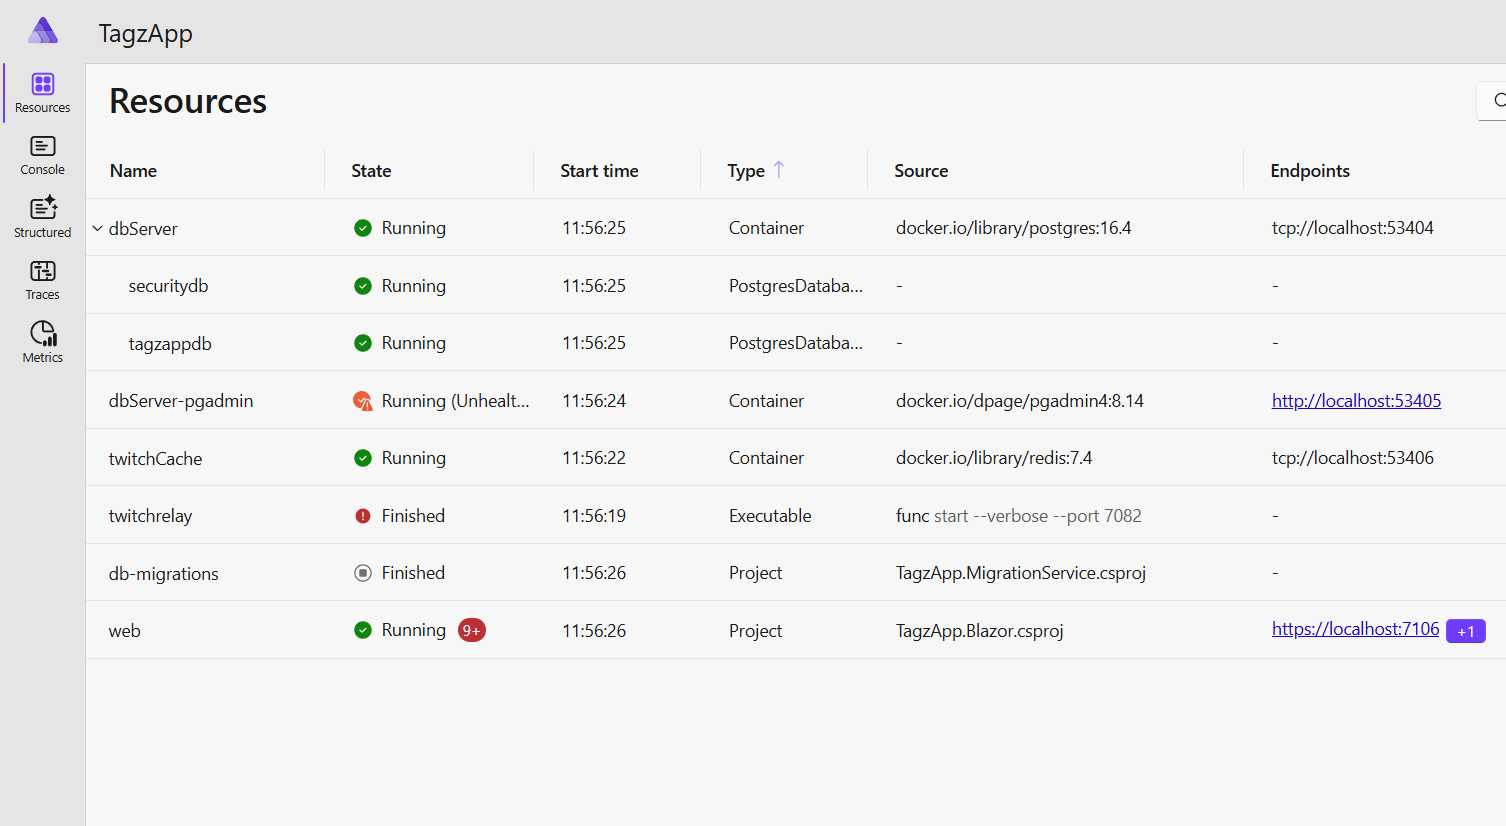 TagzApp
Resources
Console
Structured
Traces
Metrics
Resources
Name State Start time Type ↑ Source Endpoints
dbServer Running 11:56:25 Container docker.io/library/postgres:16.4 tcp://localhost:53404
securitydb Running 11:56:25 PostgresDataba... - -
tagzappdb Running 11:56:25 PostgresDataba... - -
dbServer-pgadmin Running (Unhealt... 11:56:24 Container docker.io/dpage/pgadmin4:8.14 http://localhost:53405
twitchCache Running 11:56:22 Container docker.io/library/redis:7.4 tcp://localhost:53406
twitchrelay Finished 11:56:19 Executable func start --verbose --port 7082 -
db-migrations Finished 11:56:26 Project TagzApp.MigrationService.csproj -
web Running 9+ 11:56:26 Project TagzApp.Blazor.csproj https://localhost:7106 +1